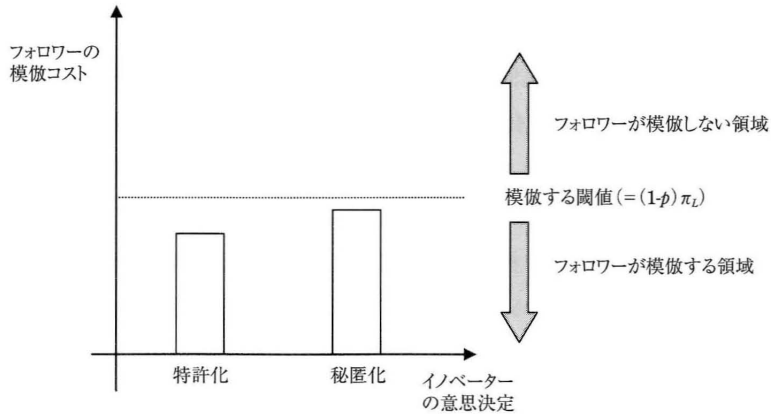 フォロワーの
模倣コスト
フォロワーが模倣しない領域
模倣する閾値(=(1-p)πL)
フォロワーが模倣する領域
特許化
秘匿化
イノベーター
の意思決定